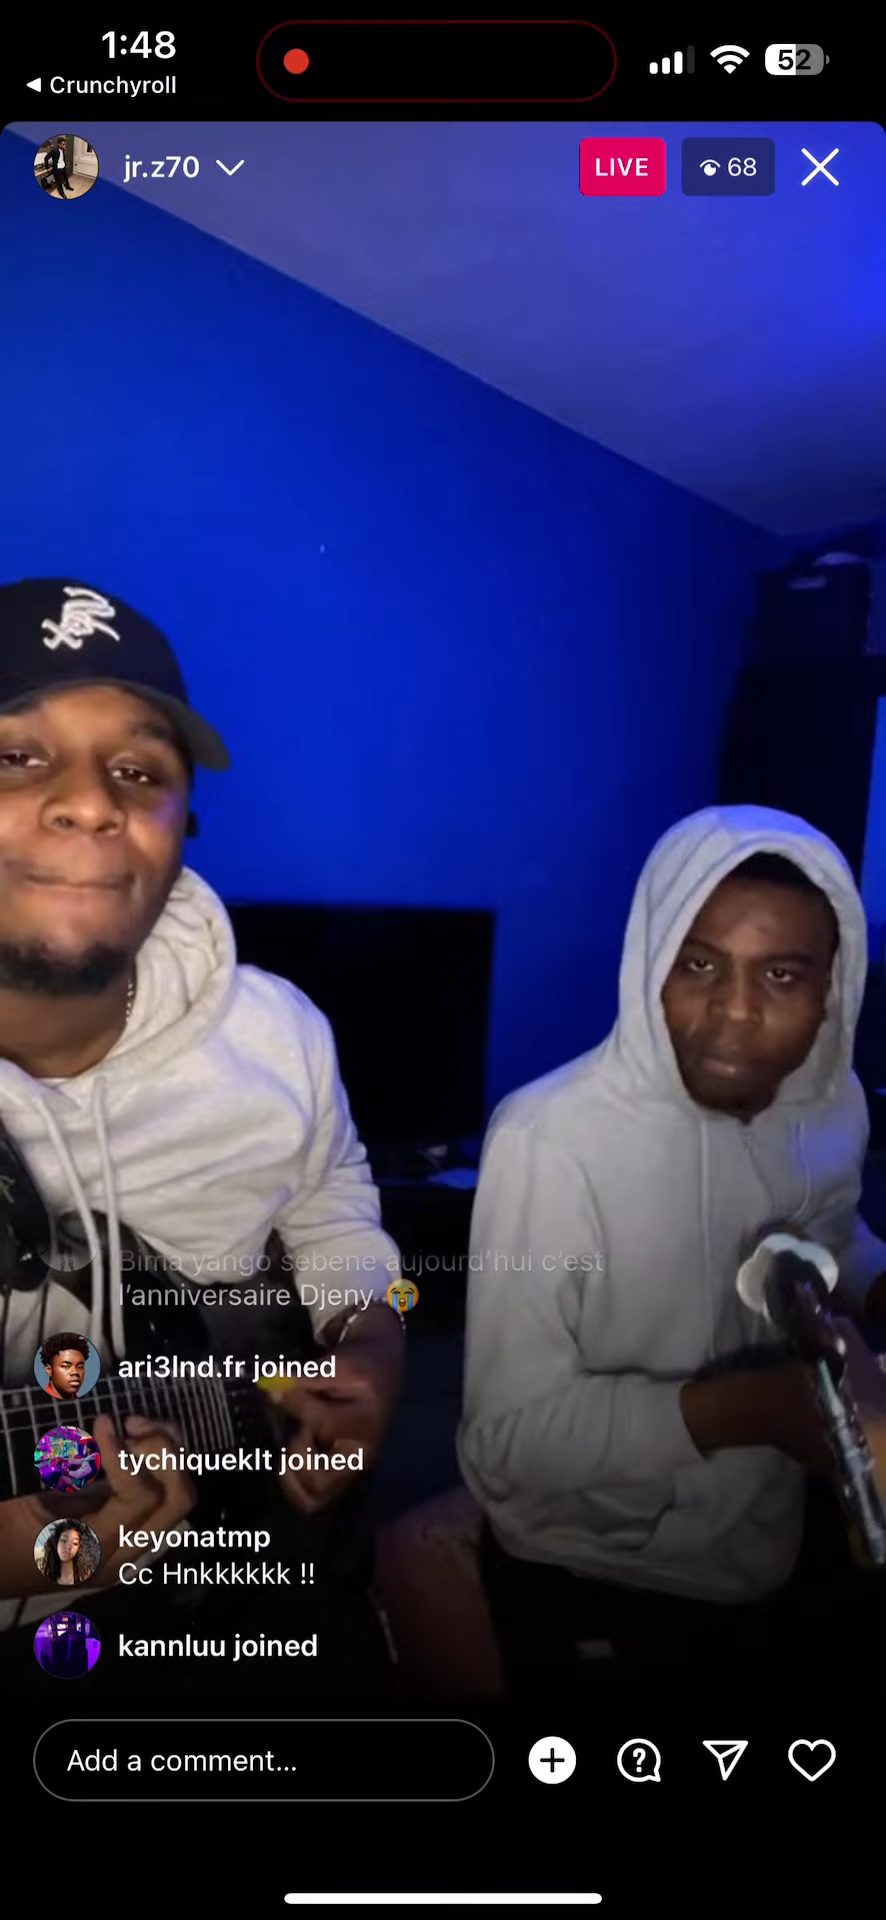 1:48
52
◀ Crunchyroll
jr.z70
LIVE
68
Bima yango sebene aujourd’hui c’est
l’anniversaire Djeny 😭
ari3lnd.fr joined
tychiqueklt joined
keyonatmp
Cc Hnkkkkkk !!
kannluu joined
Add a comment...